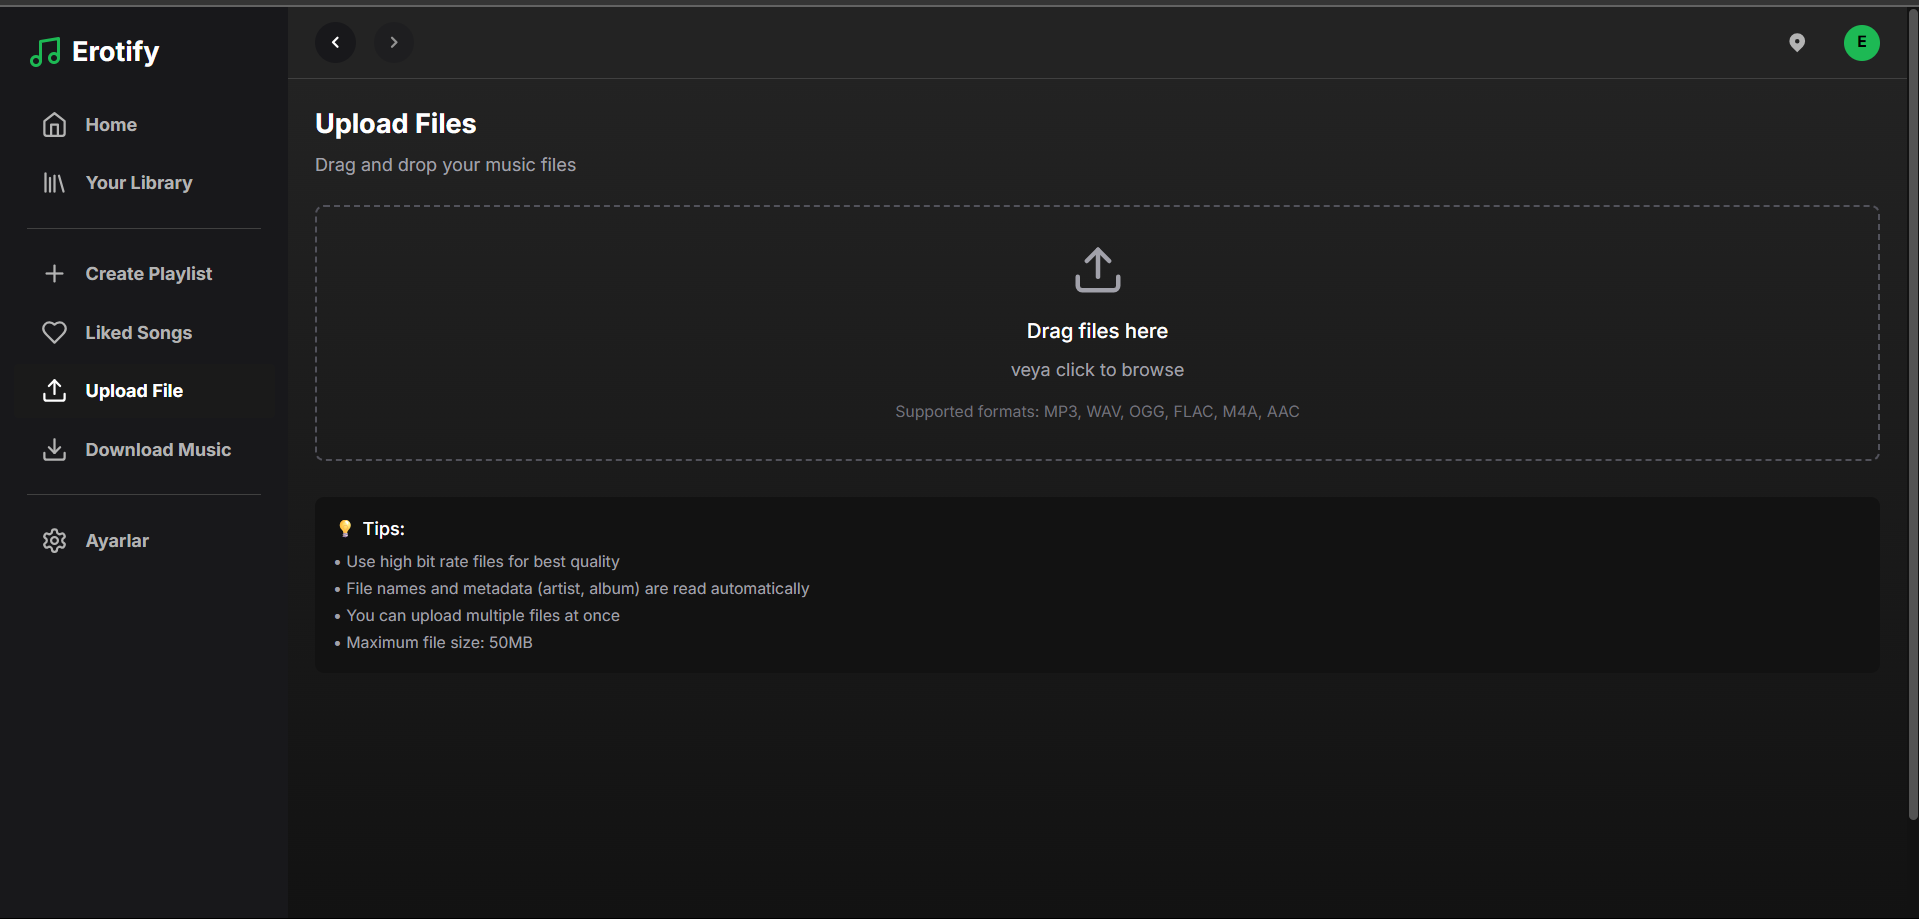 Erotify
Home
Your Library
Create Playlist
Liked Songs
Upload File
Download Music
Ayarlar
E
Upload Files
Drag and drop your music files
Drag files here
veya click to browse
Supported formats: MP3, WAV, OGG, FLAC, M4A, AAC
💡 Tips:
• Use high bit rate files for best quality
• File names and metadata (artist, album) are read automatically
• You can upload multiple files at once
• Maximum file size: 50MB